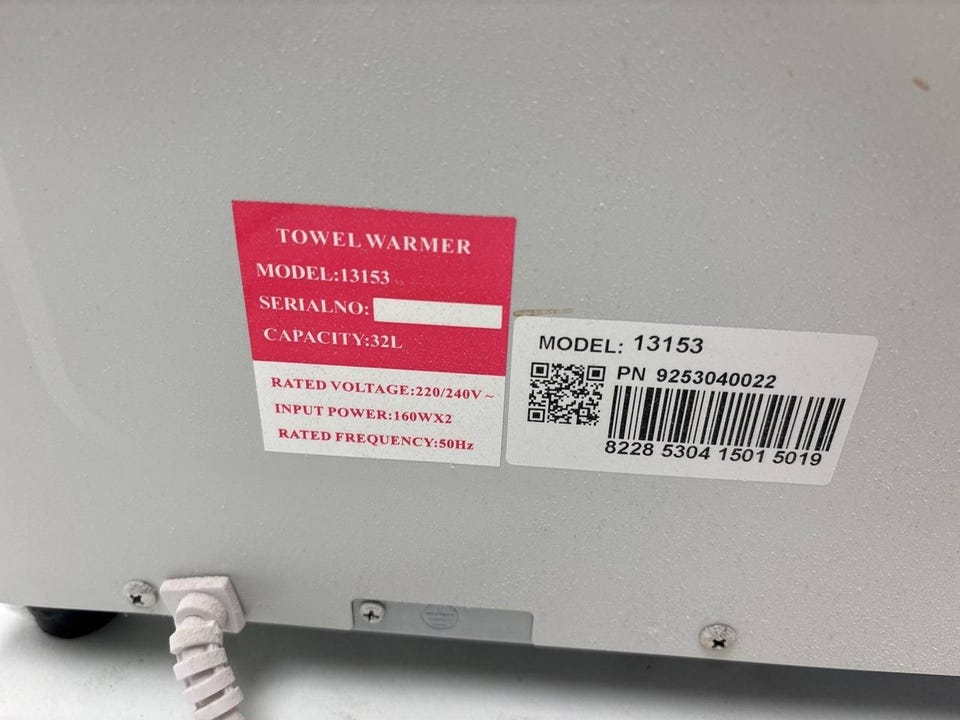 TOWEL WARMER
MODEL:13153
SERIALNO:
CAPACITY:32L
RATED VOLTAGE:220/240V~
INPUT POWER:160WX2
RATED FREQUENCY:50Hz
MODEL: 13153
PN 9253040022
8228 5304 1501 5019